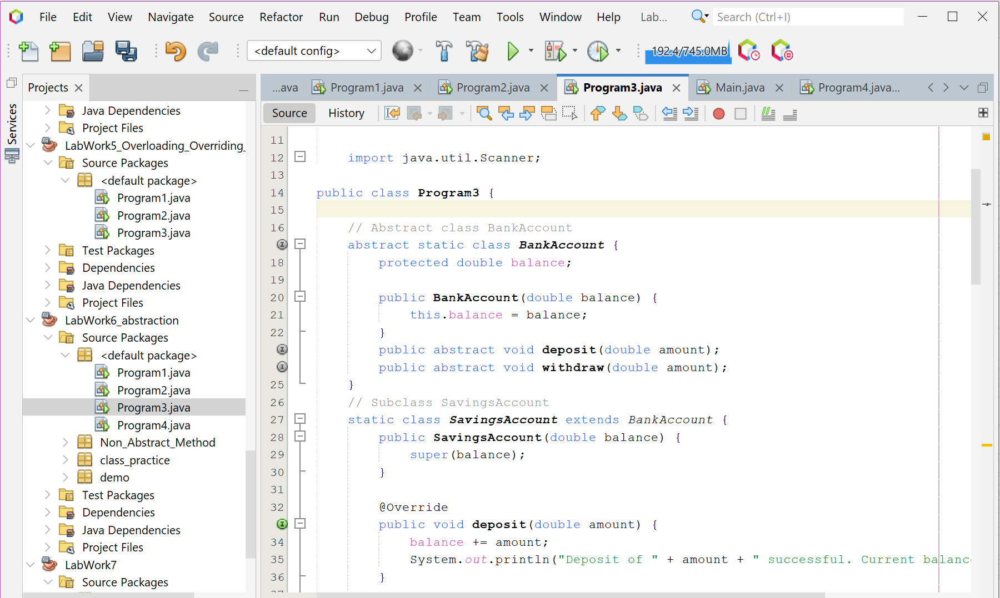 File Edit View Navigate Source Refactor Run Debug Profile Team Tools Window Help Lab... Search (Ctrl+I)
<default config> 192.4/745.0MB
Services
Projects
Java Dependencies
Project Files
LabWork5_Overloading_Overriding_
Source Packages
<default package>
Program1.java
Program2.java
Program3.java
Test Packages
Dependencies
Java Dependencies
Project Files
LabWork6_abstraction
Source Packages
<default package>
Program1.java
Program2.java
Program3.java
Program4.java
Non_Abstract_Method
class_practice
demo
Test Packages
Dependencies
Java Dependencies
Project Files
LabWork7
Source Packages
...ava Program1.java Program2.java Program3.java Main.java Program4.java...
Source History
11
12 import java.util.Scanner;
13
14 public class Program3 {
15
16 // Abstract class BankAccount
abstract static class BankAccount {
18 protected double balance;
19
20 public BankAccount(double balance) {
21 this.balance = balance;
22 }
public abstract void deposit(double amount);
public abstract void withdraw(double amount);
25 }
26 // Subclass SavingsAccount
27 static class SavingsAccount extends BankAccount {
28 public SavingsAccount(double balance) {
29 super(balance);
30 }
31
32 @Override
public void deposit(double amount) {
34 balance += amount;
35 System.out.println("Deposit of " + amount + " successful. Current balanc
36 }